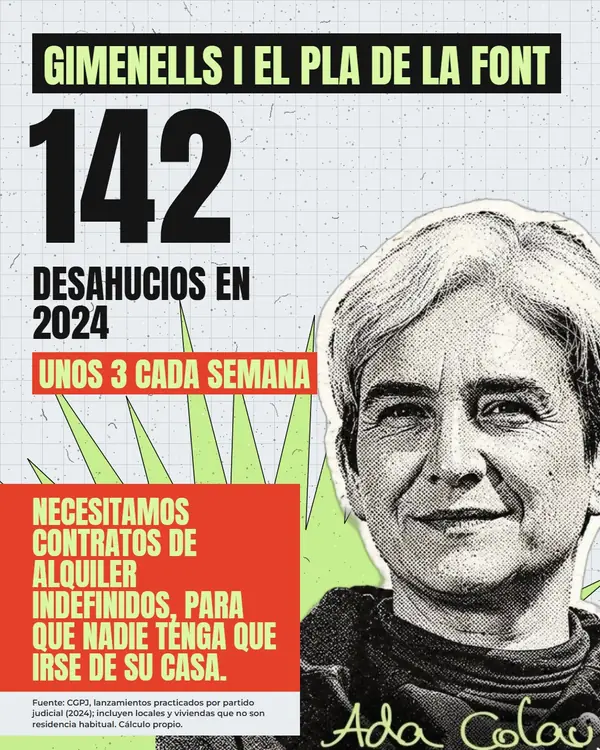 GIMENELLS I EL PLA DE LA FONT
142
DESAHUCIOS EN
2024
UNOS 3 CADA SEMANA
NECESITAMOS
CONTRATOS DE
ALQUILER
INDEFINIDOS, PARA
QUE NADIE TENGA QUE
IRSE DE SU CASA.
Fuente: CGPJ, lanzamientos practicados por partido
judicial (2024); incluyen locales y viviendas que no son
residencia habitual. Cálculo propio.
Ada Colau